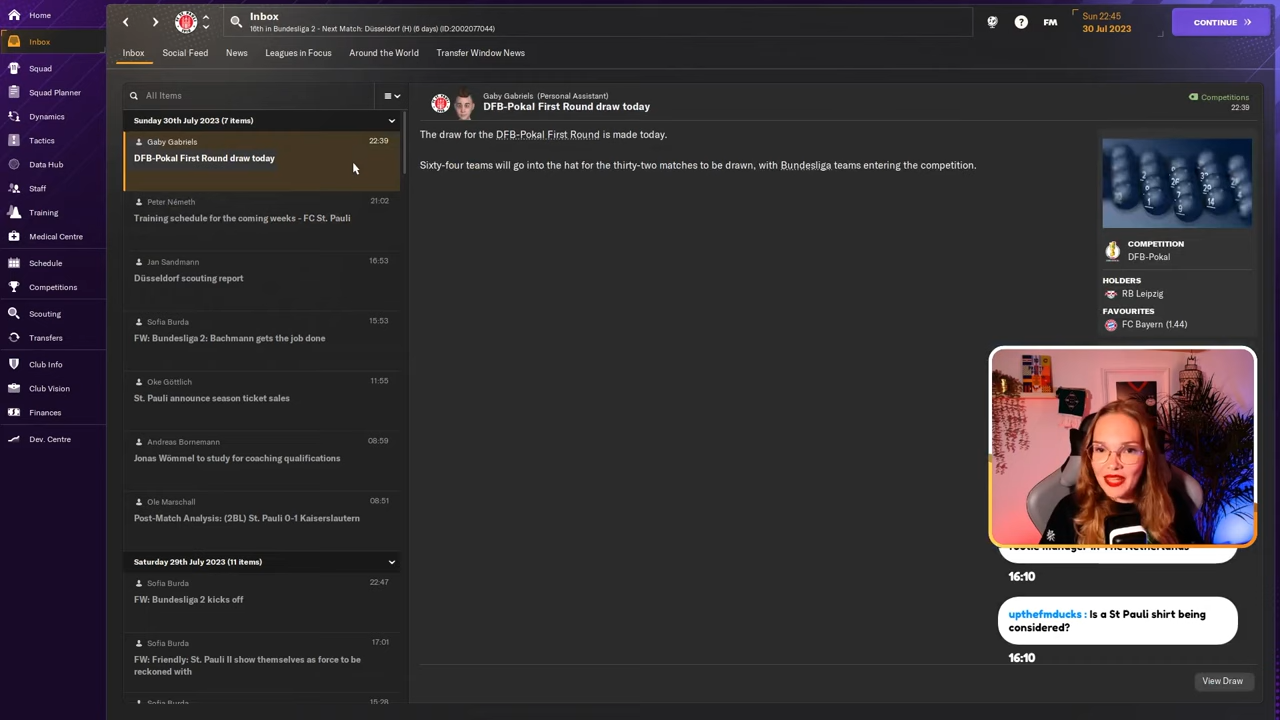 Home
Inbox
Squad
Squad Planner
Dynamics
Tactics
Data Hub
Staff
Training
Medical Centre
Schedule
Competitions
Scouting
Transfers
Club Info
Club Vision
Finances
Dev. Centre
Inbox
16th in Bundesliga 2 - Next Match: Düsseldorf (H) (6 days) (ID:2002077044)
FM
Sun 22:45
30 Jul 2023
CONTINUE
Inbox
Social Feed
News
Leagues in Focus
Around the World
Transfer Window News
All Items
Sunday 30th July 2023 (7 items)
Gaby Gabriels 22:39
DFB-Pokal First Round draw today
Peter Németh 21:02
Training schedule for the coming weeks - FC St. Pauli
Jan Sandmann 16:53
Düsseldorf scouting report
Sofia Burda 15:53
FW: Bundesliga 2: Bachmann gets the job done
Oke Göttlich 11:55
St. Pauli announce season ticket sales
Andreas Bornemann 08:59
Jonas Wömmel to study for coaching qualifications
Ole Marschall 08:51
Post-Match Analysis: (2BL) St. Pauli 0-1 Kaiserslautern
Saturday 29th July 2023 (11 items)
Sofia Burda 22:47
FW: Bundesliga 2 kicks off
Sofia Burda 17:01
FW: Friendly: St. Pauli II show themselves as force to be
reckoned with
Sofia Burda 15:28
Gaby Gabriels (Personal Assistant)
DFB-Pokal First Round draw today
Competitions
22:39
The draw for the DFB-Pokal First Round is made today.
Sixty-four teams will go into the hat for the thirty-two matches to be drawn, with Bundesliga teams entering the competition.
COMPETITION
DFB-Pokal
HOLDERS
RB Leipzig
FAVOURITES
FC Bayern (1.44)
manager in The Netherlands
16:10
upthefmducks : Is a St Pauli shirt being
considered?
16:10
View Draw